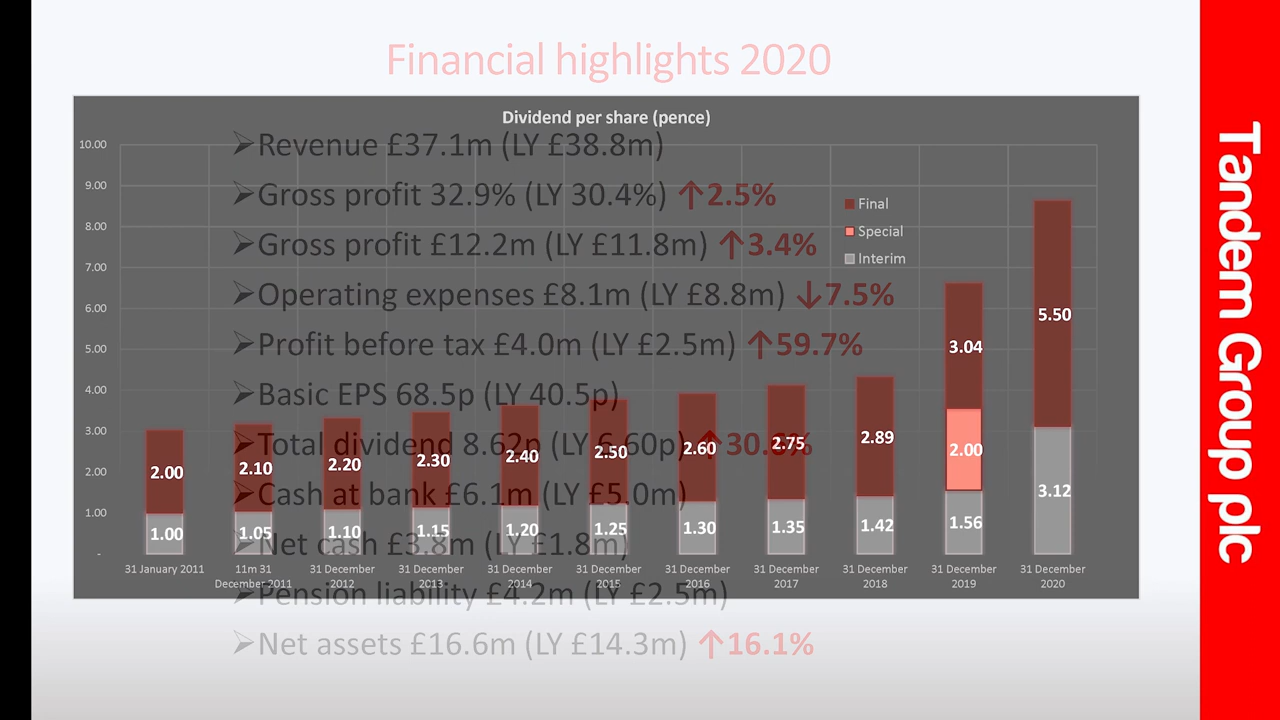 Financial highlights 2020
Dividend per share (pence)
➢Revenue £37.1m (LY £38.8m)
➢Gross profit 32.9% (LY 30.4%) ↑2.5%
➢Gross profit £12.2m (LY £11.8m) ↑3.4%
➢Operating expenses £8.1m (LY £8.8m) ↓7.5%
➢Profit before tax £4.0m (LY £2.5m) ↑59.7%
➢Basic EPS 68.5p (LY 40.5p)
➢Total dividend 8.62p (LY 6.60p)
➢Cash at bank £6.1m (LY £5.0m)
➢Net cash £3.8m (LY £1.8m)
➢Pension liability £4.2m (LY £2.5m)
➢Net assets £16.6m (LY £14.3m) ↑16.1%
10.00
9.00
8.00
7.00
6.00
5.00
4.00
3.00
2.00
1.00
-
Final
Special
Interim
2.00 2.10 2.20 2.30 2.40 2.50 2.60 2.75 2.89 3.04 5.50
2.00
1.00 1.05 1.10 1.15 1.20 1.25 1.30 1.35 1.42 1.56 3.12
31 January 2011
11m 31
December 2011
31 December
2012
31 December
2013
31 December
2014
31 December
2015
31 December
2016
31 December
2017
31 December
2018
31 December
2019
31 December
2020
Tandem Group plc